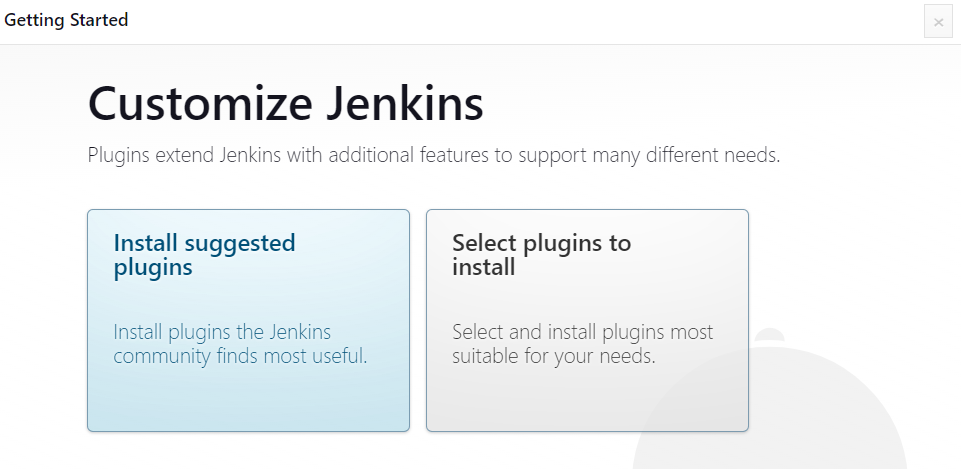 Getting Started
×
Customize Jenkins
Plugins extend Jenkins with additional features to support many different needs.
Install suggested
plugins
Install plugins the Jenkins
community finds most useful.
Select plugins to
install
Select and install plugins most
suitable for your needs.